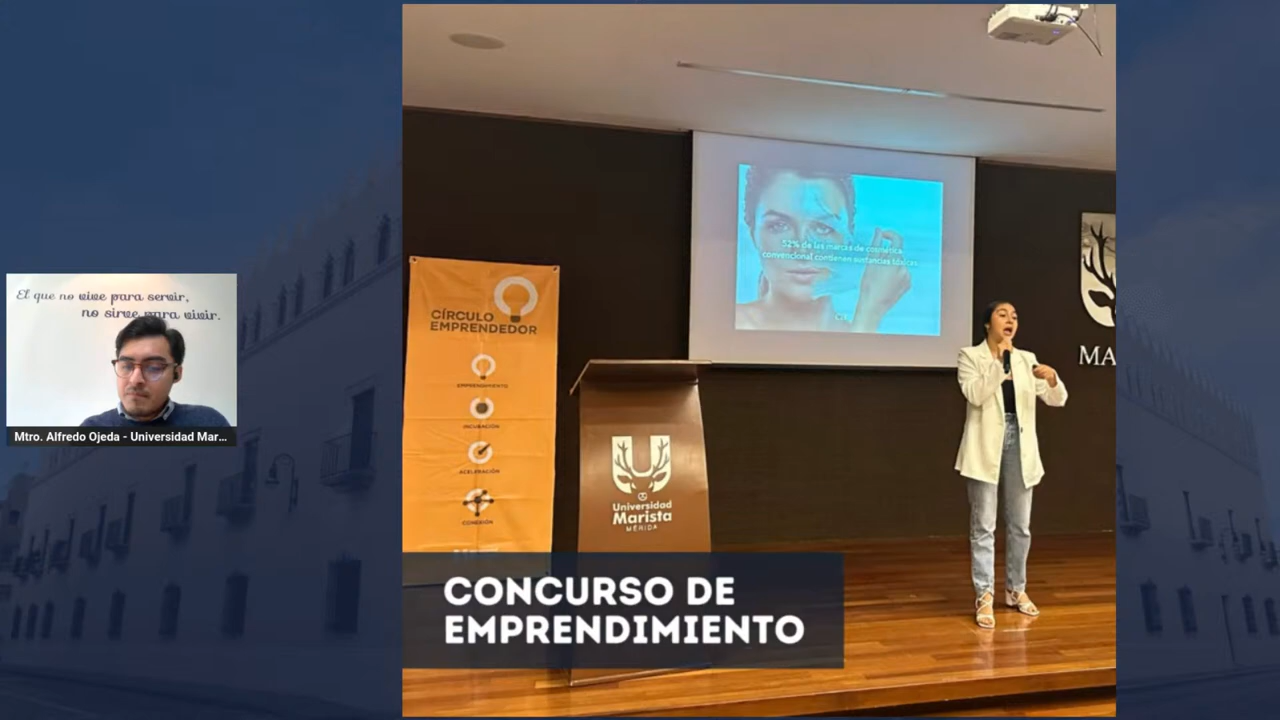 El que no vive para servir,
no sirve para vivir.
Mtro. Alfredo Ojeda - Universidad Mar...
CÍRCULO
EMPRENDEDOR
EMPRENDIMIENTO
INCUBACIÓN
ACELERACIÓN
CONEXIÓN
52% de las marcas de cosmética
convencional contienen sustancias tóxicas
Universidad
Marista
MÉRIDA
MA
CONCURSO DE
EMPRENDIMIENTO